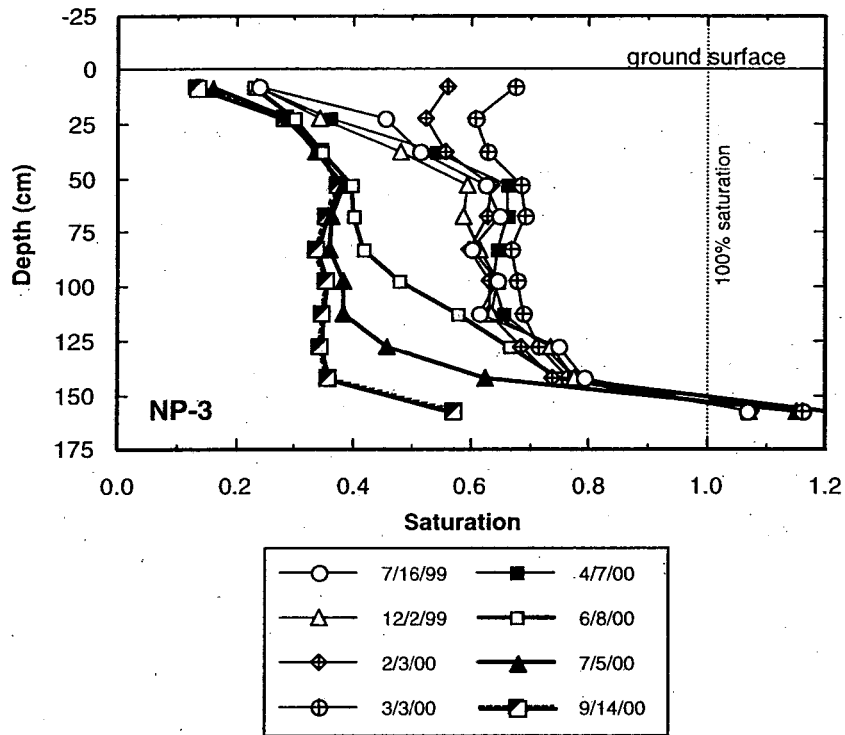 -25
0
25
50
75
100
125
150
175
Depth (cm)
ground surface
100% saturation
NP-3
0.0 0.2 0.4 0.6 0.8 1.0 1.2
Saturation
7/16/99 4/7/00
12/2/99 6/8/00
2/3/00 7/5/00
3/3/00 9/14/00